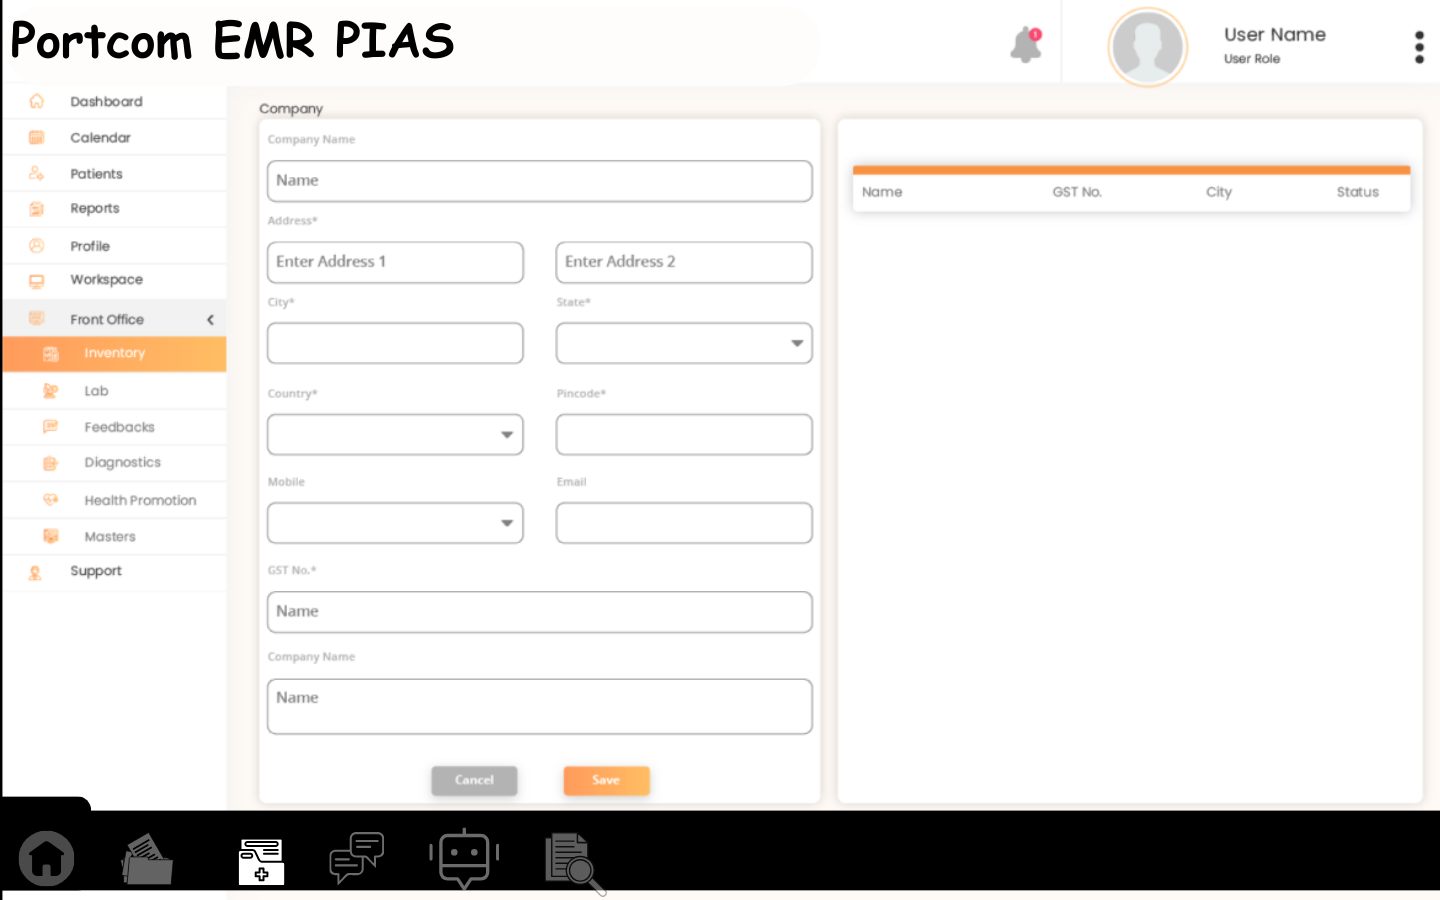 Portcom EMR PIAS
1
User Name
User Role
Dashboard
Calendar
Patients
Reports
Profile
Workspace
Front Office
Inventory
Lab
Feedbacks
Diagnostics
Health Promotion
Masters
Support
Company
Company Name
Name
Address*
Enter Address 1 Enter Address 2
City* State*
Country* Pincode*
Mobile Email
GST No.*
Name
Company Name
Name
Cancel Save
Name GST No. City Status